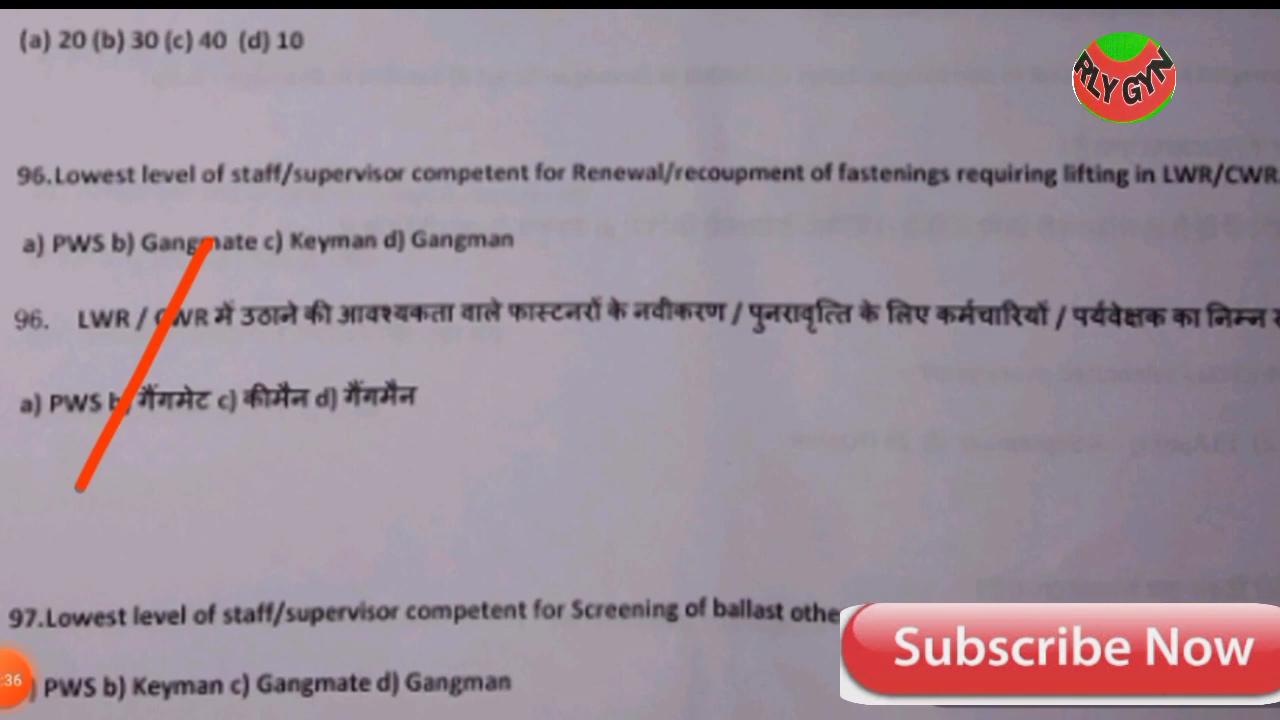 (a) 20 (b) 30 (c) 40 (d) 10
RLY GYN
96.Lowest level of staff/supervisor competent for Renewal/recoupment of fastenings requiring lifting in LWR/CWR
a) PWS b) Gangmate c) Keyman d) Gangman
96. LWR / CWR में उठाने की आवश्यकता वाले फास्टनरों के नवीकरण / पुनरावृत्ति के लिए कर्मचारियों / पर्यवेक्षक का निम्न
a) PWS b) गैंगमेट c) कीमैन d) गैंगमैन
97.Lowest level of staff/supervisor competent for Screening of ballast othe
Subscribe Now
:36
) PWS b) Keyman c) Gangmate d) Gangman